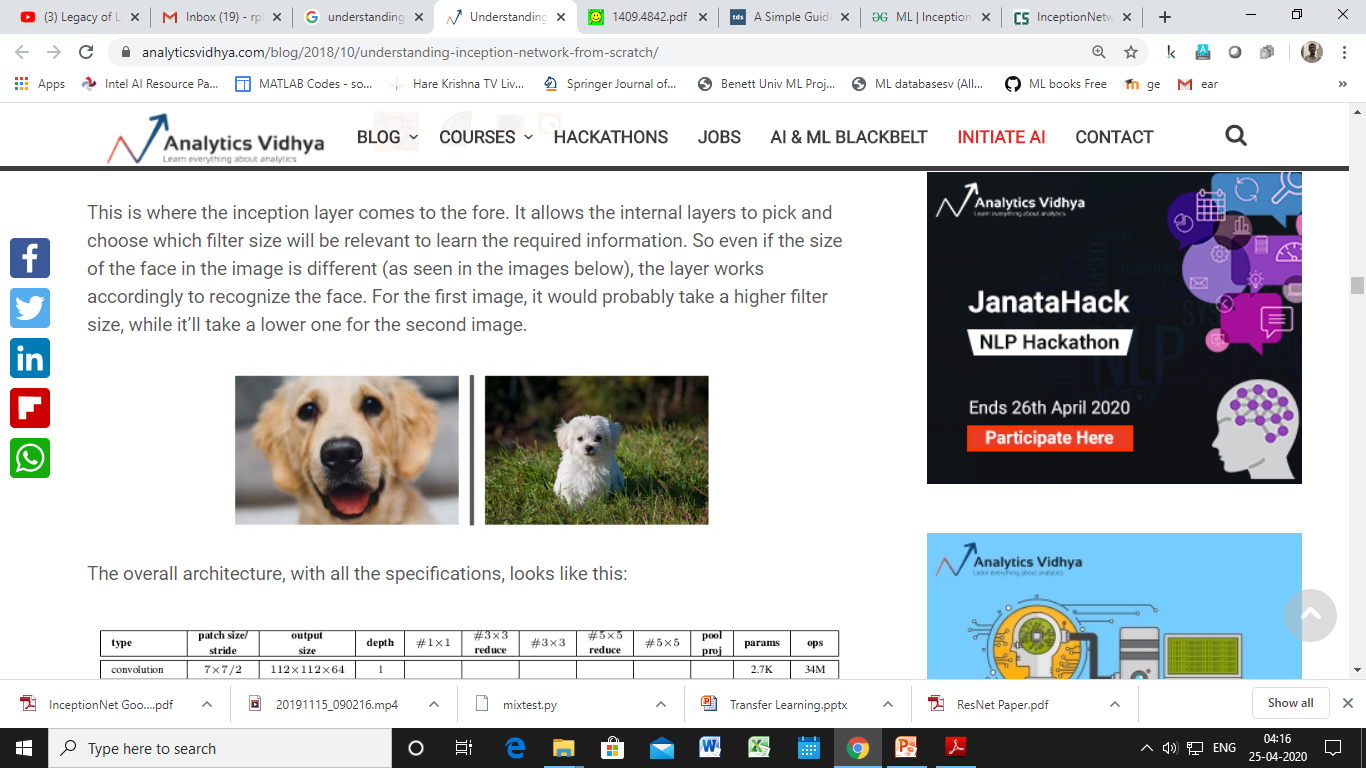 (3) Legacy of L
Inbox (19) - rpl
understanding
Understanding
1409.4842.pdf
A Simple Guide
ML | Inception
InceptionNetw
analyticsvidhya.com/blog/2018/10/understanding-inception-network-from-scratch/
Apps
Intel AI Resource Pa...
MATLAB Codes - so...
Hare Krishna TV Liv...
Springer Journal of...
Benett Univ ML Proj...
ML databasesv (All...
ML books Free
ge
ear
»
Analytics Vidhya
Learn everything about analytics
BLOG
COURSES
HACKATHONS
JOBS
AI & ML BLACKBELT
INITIATE AI
CONTACT
This is where the inception layer comes to the fore. It allows the internal layers to pick and
choose which filter size will be relevant to learn the required information. So even if the size
of the face in the image is different (as seen in the images below), the layer works
accordingly to recognize the face. For the first image, it would probably take a higher filter
size, while it'll take a lower one for the second image.
The overall architecture, with all the specifications, looks like this:
type | patch size/ stride | output size | depth | #1×1 | #3×3 reduce | #3×3 | #5×5 reduce | #5×5 | pool proj | params | ops
convolution | 7×7/2 | 112×112×64 | 1 | 2.7K | 34M
Analytics Vidhya
Learn everything about analytics
JanataHack
NLP Hackathon
NLP
Ends 26th April 2020
Participate Here
Analytics Vidhya
Learn everything about analytics
InceptionNet Goo....pdf
20191115_090216.mp4
mixtest.py
Transfer Learning.pptx
ResNet Paper.pdf
Show all
Type here to search
ENG
04:16
25-04-2020